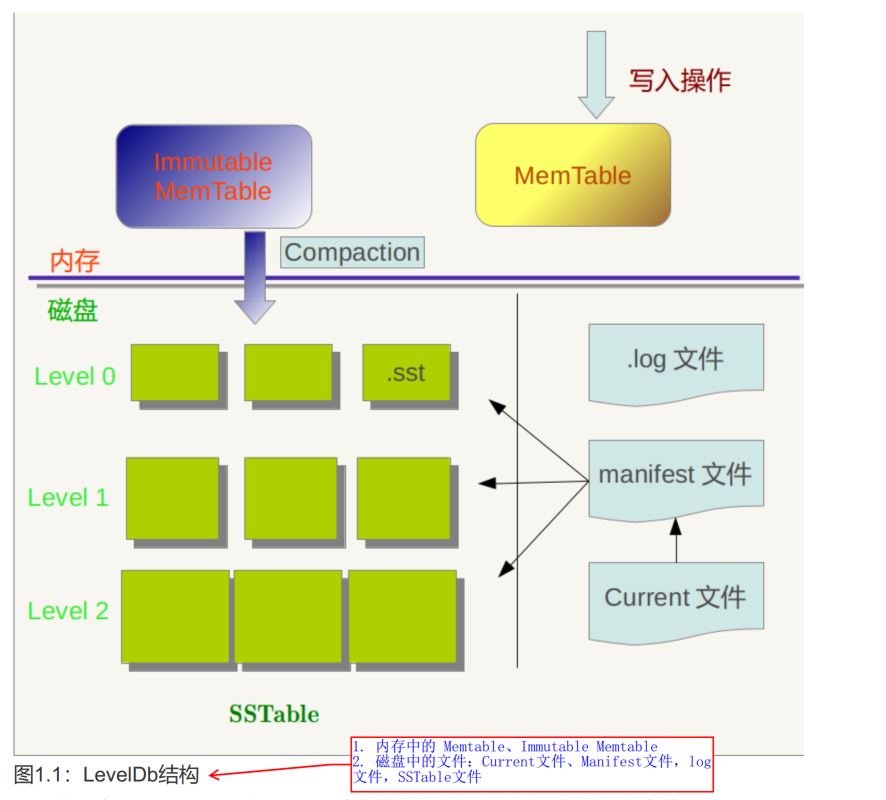 写入操作
Immutable
MemTable
MemTable
Compaction
内存
磁盘
Level 0
.sst
.log 文件
Level 1
manifest 文件
Level 2
Current 文件
SSTable
图1.1：LevelDb结构
1. 内存中的 Memtable、Immutable Memtable
2. 磁盘中的文件：Current文件、Manifest文件，log
文件，SSTable文件